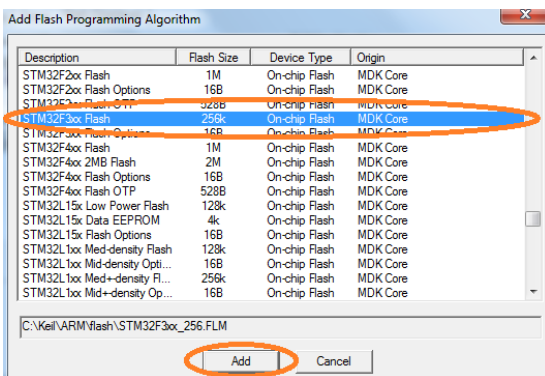 Add Flash Programming Algorithm
Description Flash Size Device Type Origin
STM32F2xx Flash 1M On-chip Flash MDK Core
STM32F2xx Flash Options 16B On-chip Flash MDK Core
STM32F2xx Flash OTP 528B On-chip Flash MDK Core
STM32F3xx Flash 256k On-chip Flash MDK Core
STM32F3xx Flash Options 16B On-chip Flash MDK Core
STM32F4xx Flash 1M On-chip Flash MDK Core
STM32F4xx 2MB Flash 2M On-chip Flash MDK Core
STM32F4xx Flash Options 16B On-chip Flash MDK Core
STM32F4xx Flash OTP 528B On-chip Flash MDK Core
STM32L15x Low Power Flash 128k On-chip Flash MDK Core
STM32L15x Data EEPROM 4k On-chip Flash MDK Core
STM32L15x Flash Options 16B On-chip Flash MDK Core
STM32L1xx Med-density Flash 128k On-chip Flash MDK Core
STM32L1xx Mid-density Opti... 16B On-chip Flash MDK Core
STM32L1xx Med+-density Fl... 256k On-chip Flash MDK Core
STM32L1xx Mid+-density Op... 16B On-chip Flash MDK Core
C:\Keil\ARM\flash\STM32F3xx_256.FLM
Add Cancel